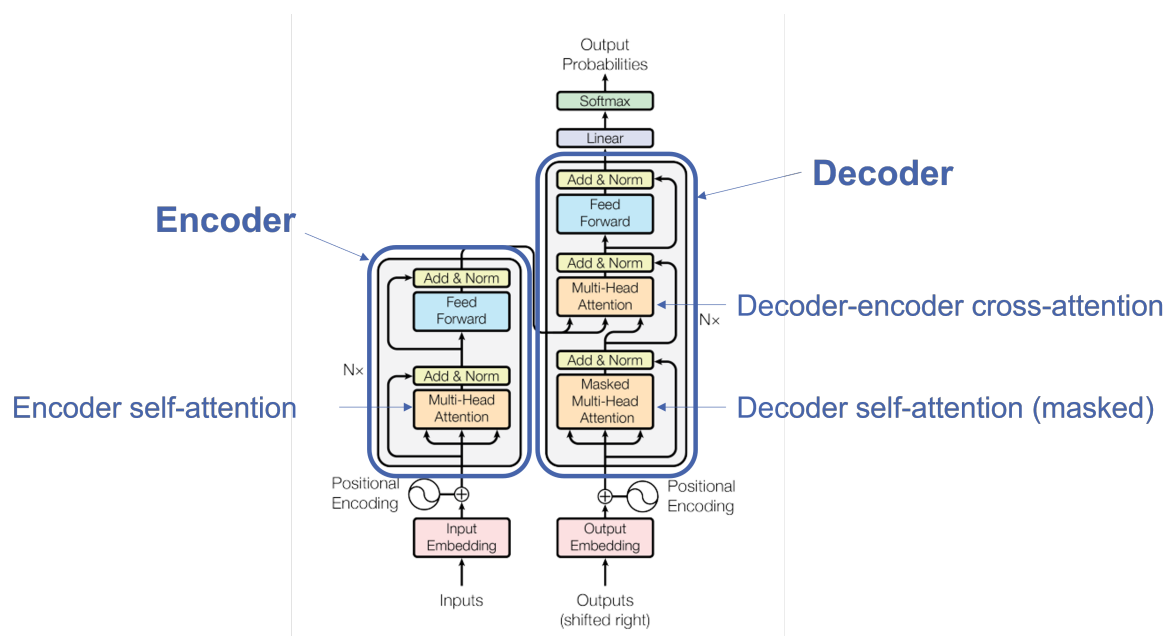 Output
Probabilities
Softmax
Linear
Decoder
Add & Norm
Feed
Forward
Add & Norm
Multi-Head
Attention
Decoder-encoder cross-attention
N×
Add & Norm
Masked
Multi-Head
Attention
Decoder self-attention (masked)
Positional
Encoding
Output
Embedding
Outputs
(shifted right)
Encoder
Add & Norm
Feed
Forward
N×
Add & Norm
Multi-Head
Attention
Encoder self-attention
Positional
Encoding
Input
Embedding
Inputs